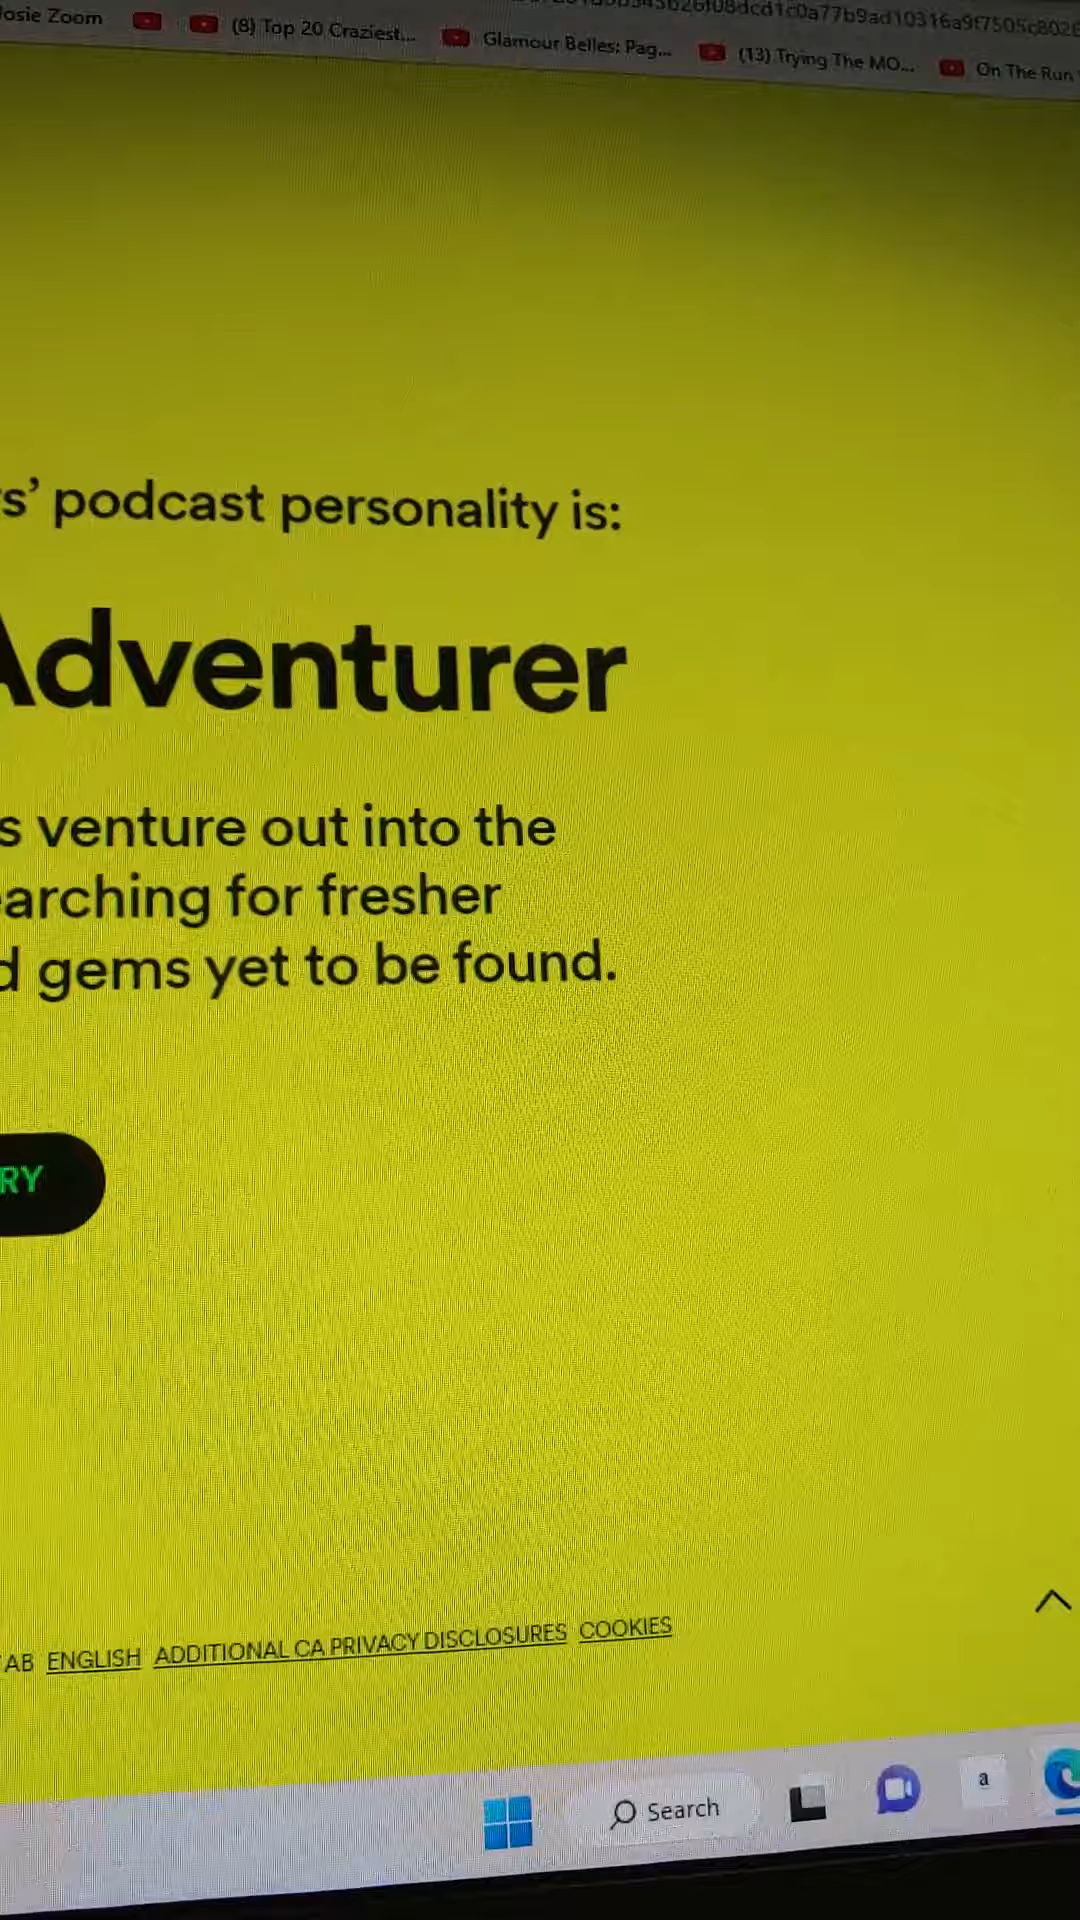 osie Zoom (8) Top 20 Craziest... Glamour Belles: Pag... (13) Trying The MO... On The Run
s' podcast personality is:
Adventurer
s venture out into the
earching for fresher
d gems yet to be found.
RY
AB ENGLISH ADDITIONAL CA PRIVACY DISCLOSURES COOKIES
Search
a